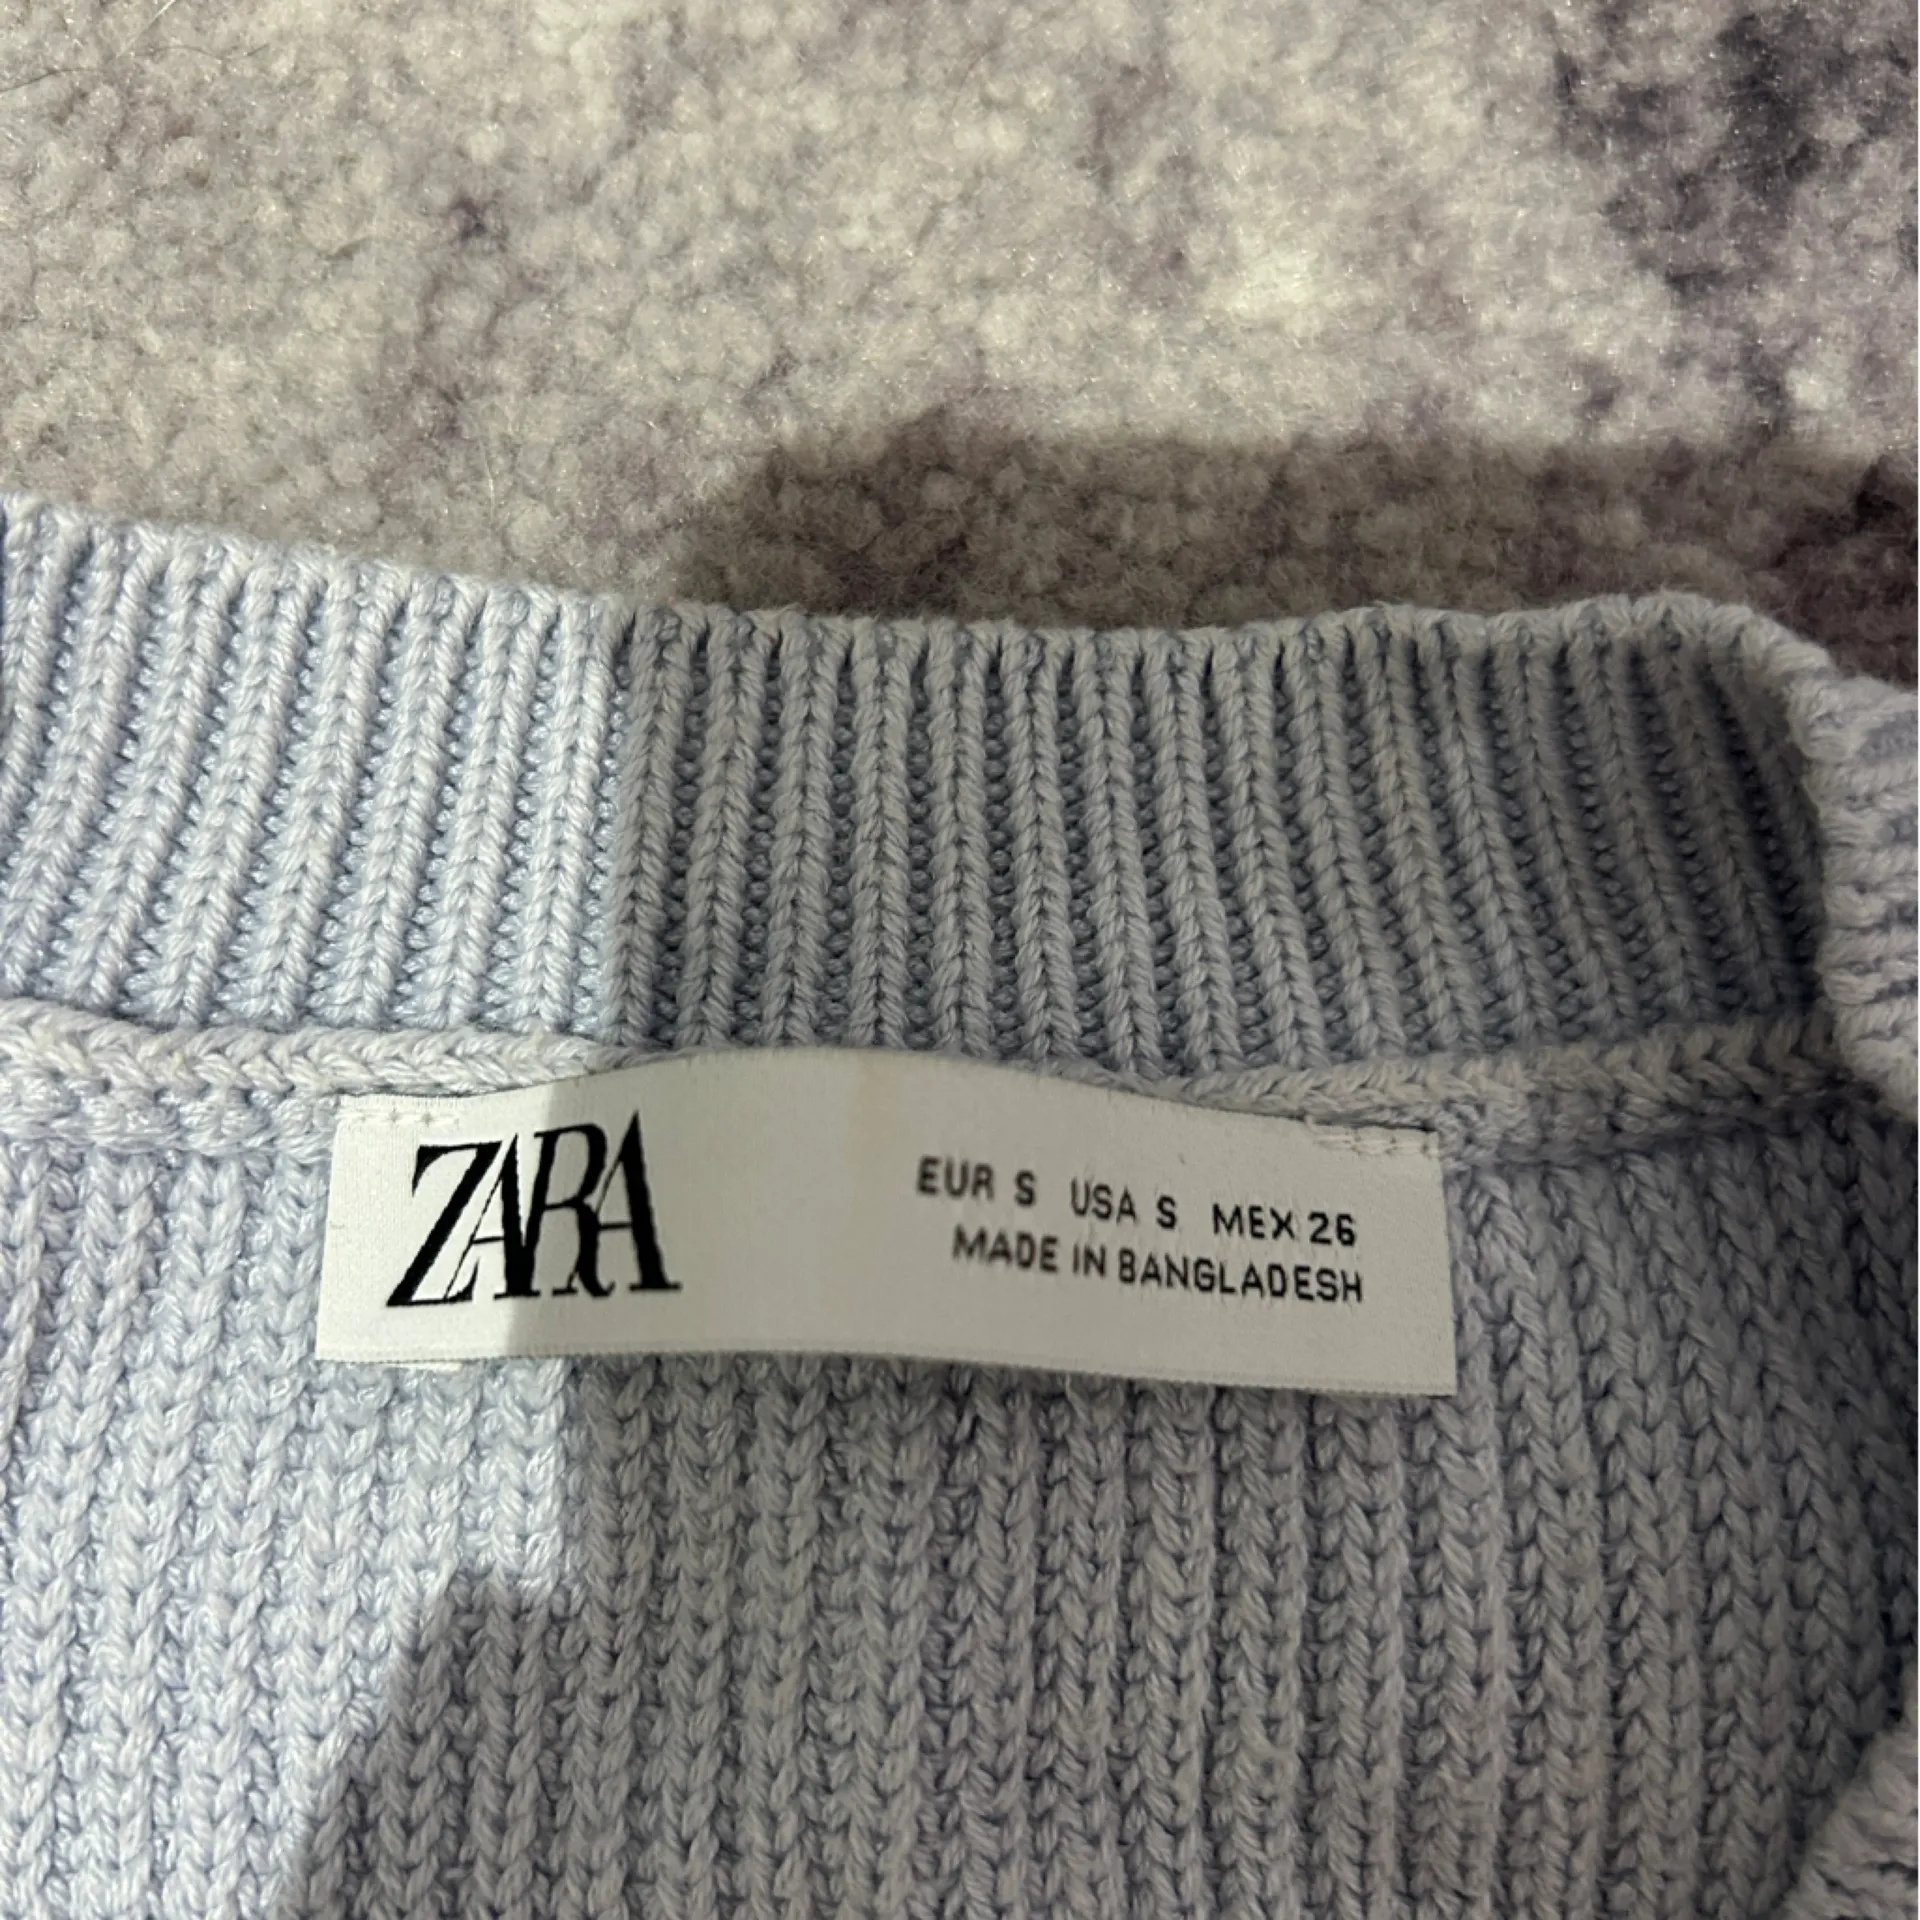 ZARA
EUR S USA S MEX 26
MADE IN BANGLADESH